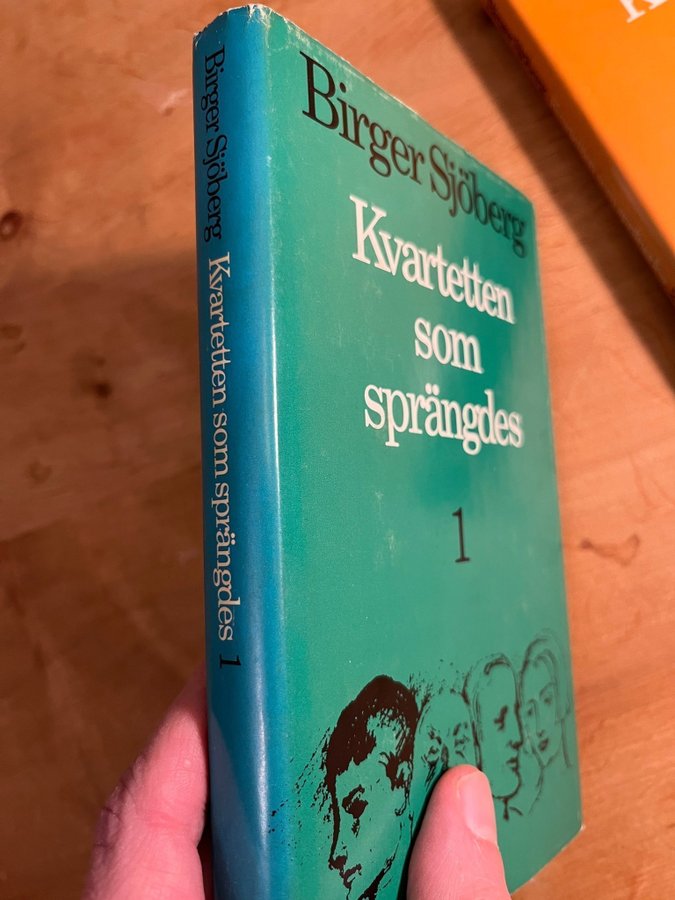 Birger Sjöberg Kvartetten som sprängdes 1
Birger Sjöberg
Kvartetten
som
sprängdes
1